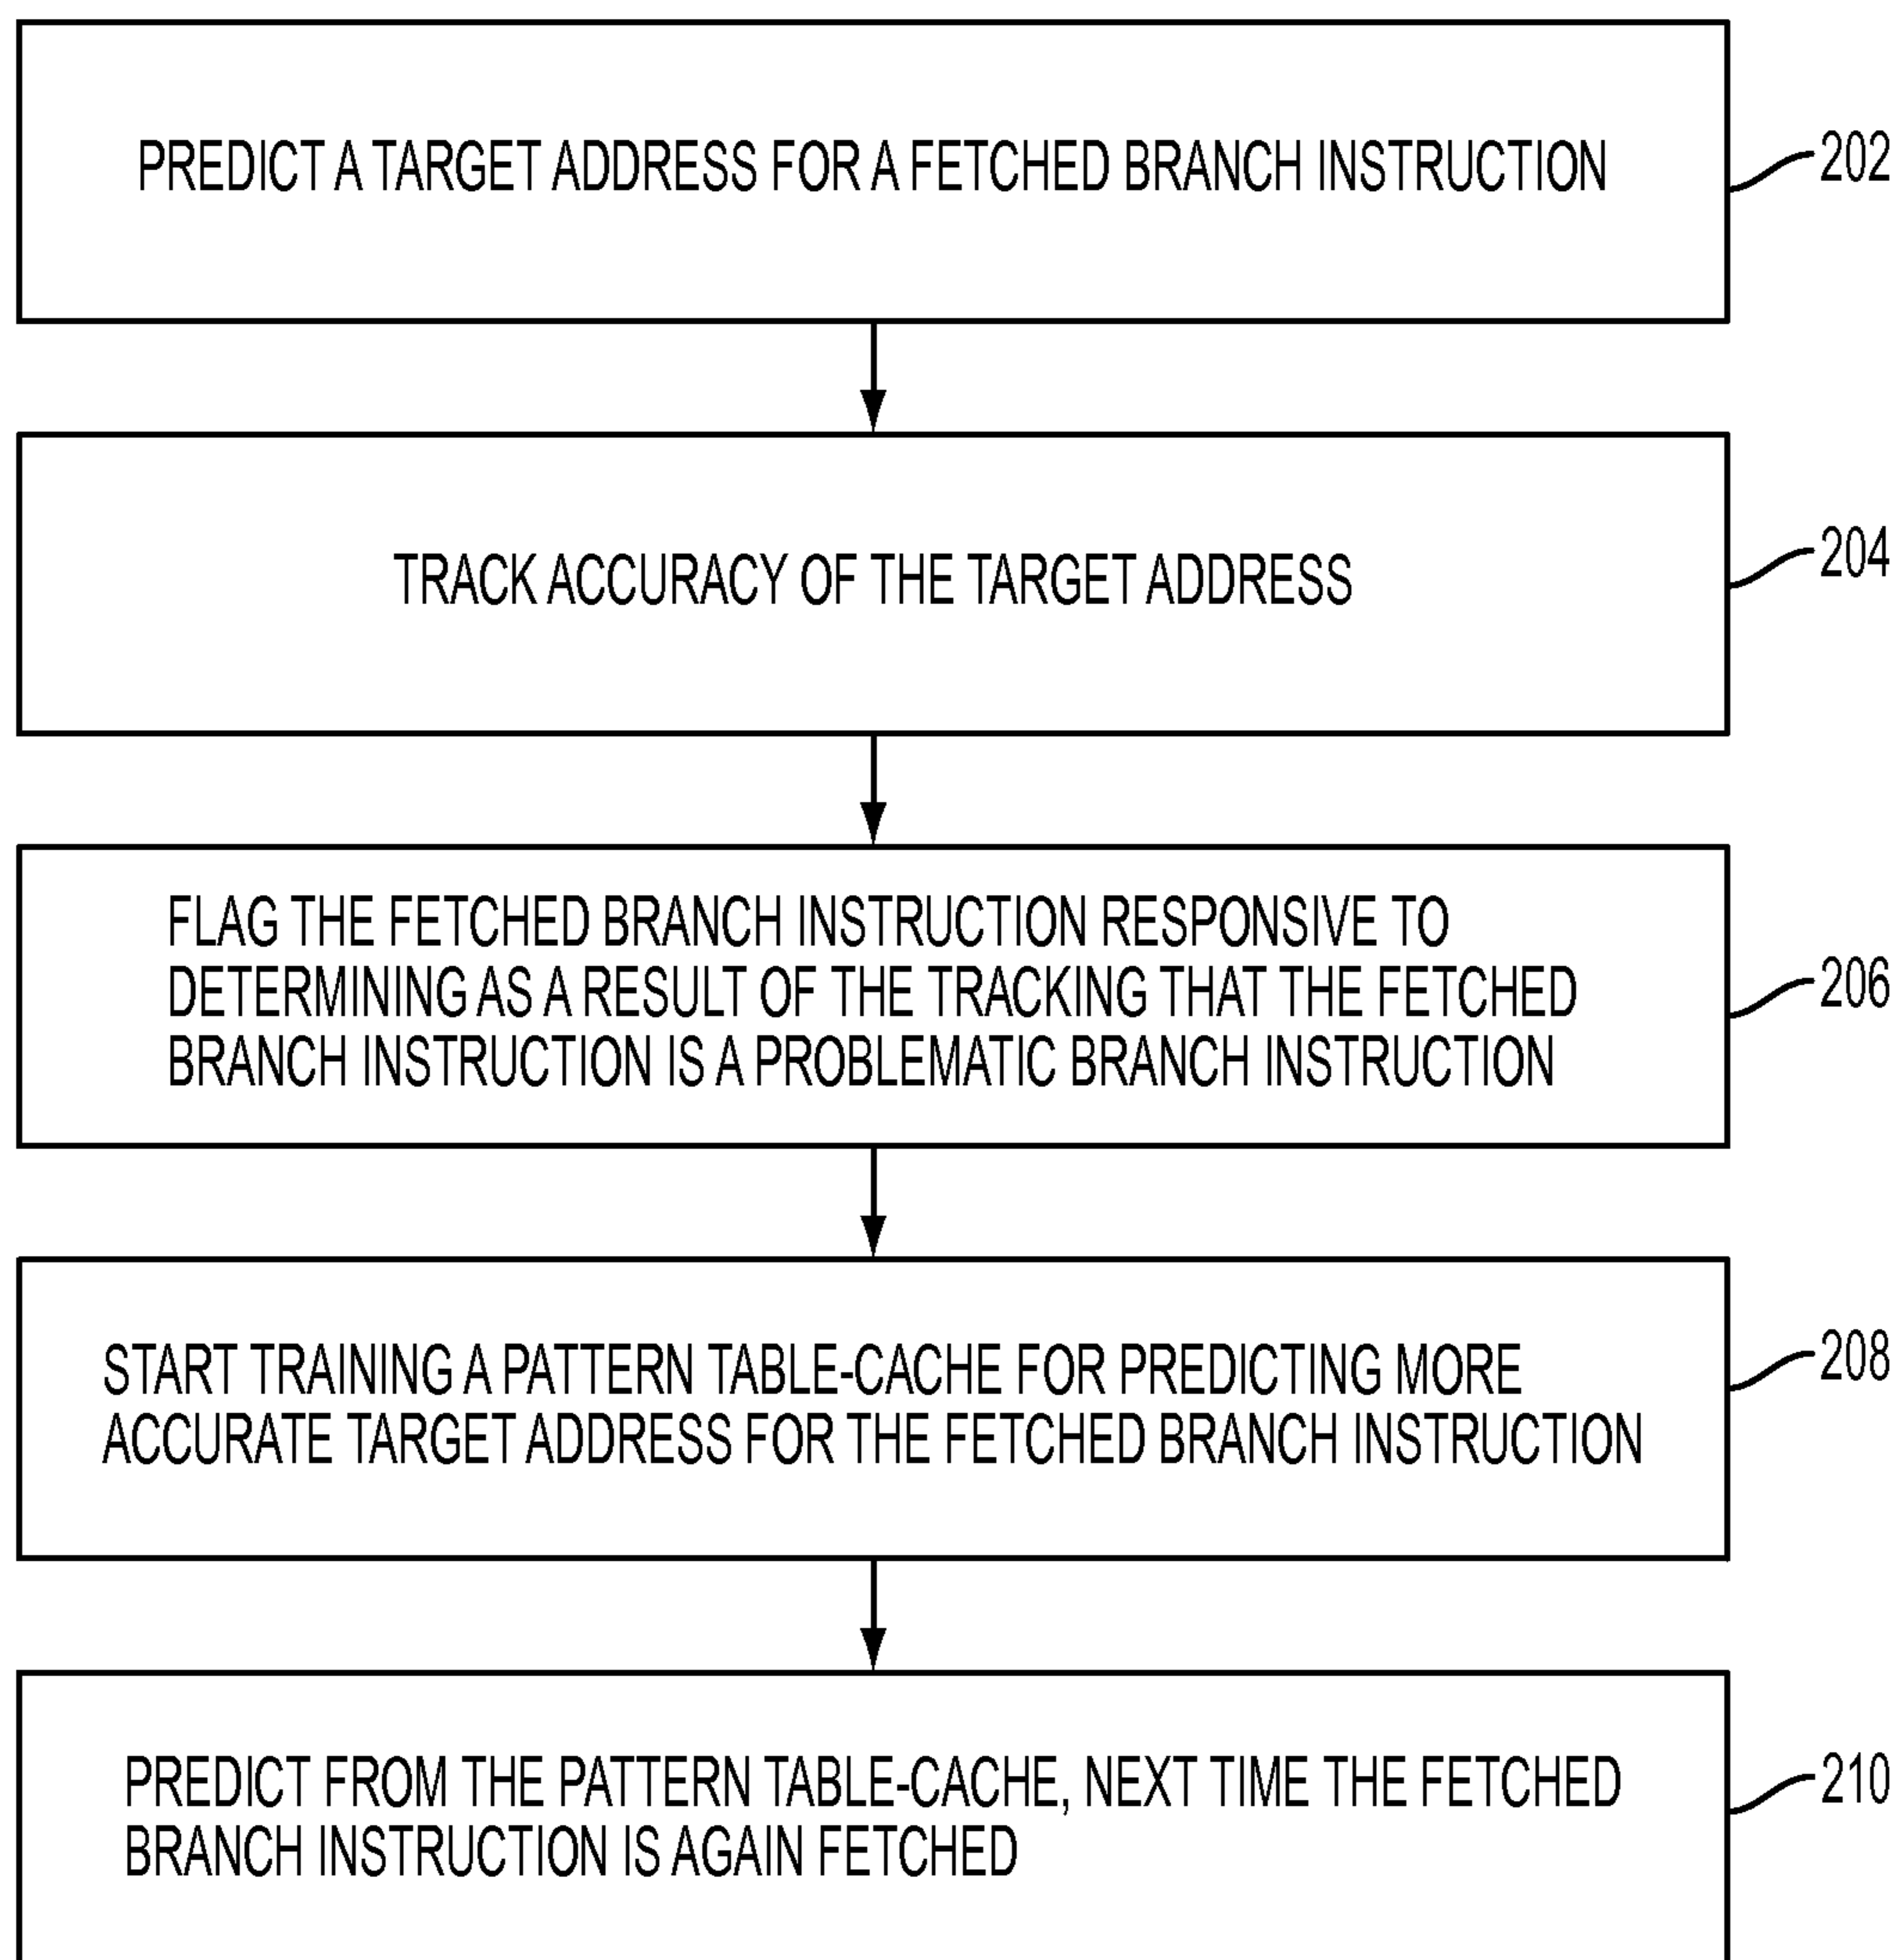 PREDICT A TARGET ADDRESS FOR A FETCHED BRANCH INSTRUCTION
202
TRACK ACCURACY OF THE TARGET ADDRESS
204
FLAG THE FETCHED BRANCH INSTRUCTION RESPONSIVE TO
DETERMINING AS A RESULT OF THE TRACKING THAT THE FETCHED
BRANCH INSTRUCTION IS A PROBLEMATIC BRANCH INSTRUCTION
206
START TRAINING A PATTERN TABLE-CACHE FOR PREDICTING MORE
ACCURATE TARGET ADDRESS FOR THE FETCHED BRANCH INSTRUCTION
208
PREDICT FROM THE PATTERN TABLE-CACHE, NEXT TIME THE FETCHED
BRANCH INSTRUCTION IS AGAIN FETCHED
210